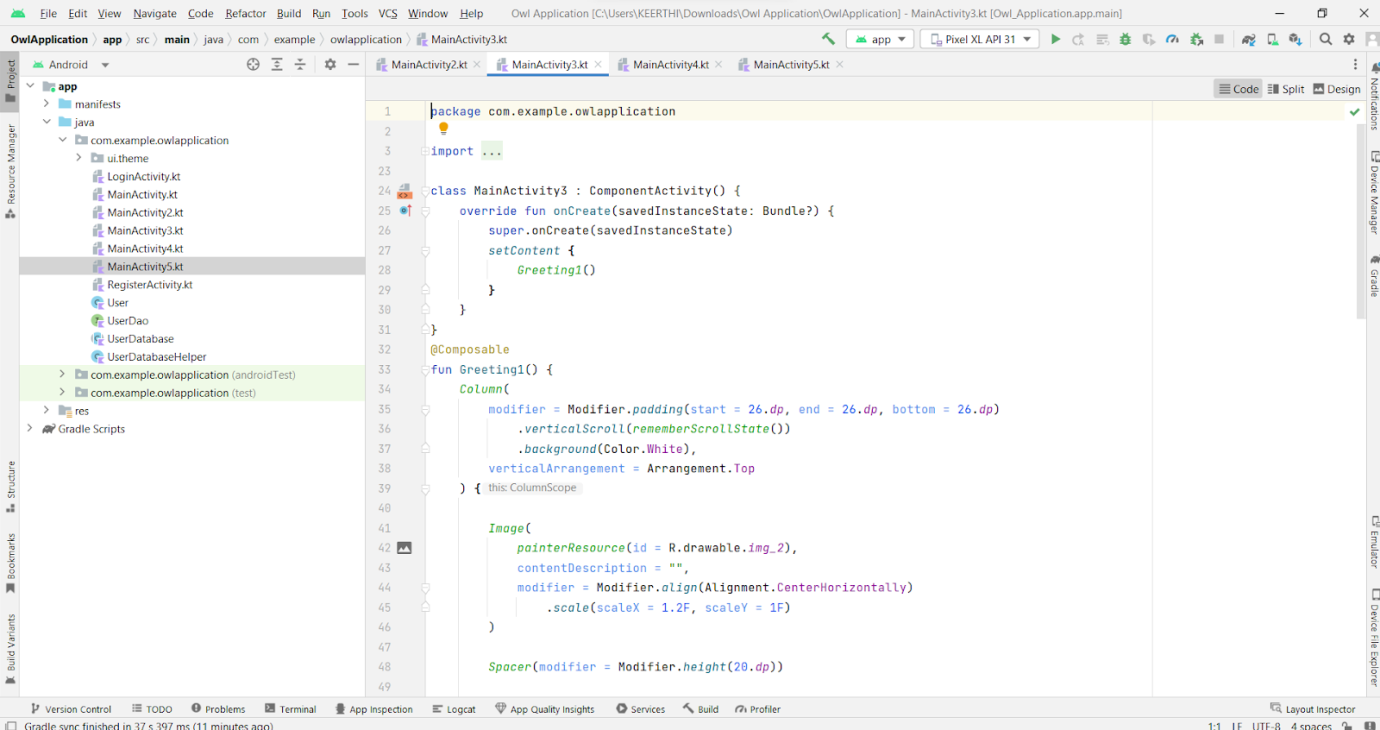 File Edit View Navigate Code Refactor Build Run Tools VCS Window Help Owl Application [C:\Users\KEERTHI\Downloads\Owl Application\OwlApplication] - MainActivity3.kt [Owl_Application.app.main]
OwlApplication app src main java com example owlapplication MainActivity3.kt app Pixel XL API 31
Project
Resource Manager
Structure
Bookmarks
Build Variants
Android
app
manifests
java
com.example.owlapplication
ui.theme
LoginActivity.kt
MainActivity.kt
MainActivity2.kt
MainActivity3.kt
MainActivity4.kt
MainActivity5.kt
RegisterActivity.kt
User
UserDao
UserDatabase
UserDatabaseHelper
com.example.owlapplication (androidTest)
com.example.owlapplication (test)
res
Gradle Scripts
MainActivity2.kt MainActivity3.kt MainActivity4.kt MainActivity5.kt
Code Split Design
1 package com.example.owlapplication
2
3 import ...
23
24 class MainActivity3 : ComponentActivity() {
25 override fun onCreate(savedInstanceState: Bundle?) {
26 super.onCreate(savedInstanceState)
27 setContent {
28 Greeting1()
29 }
30 }
31 }
32 @Composable
33 fun Greeting1() {
34 Column(
35 modifier = Modifier.padding(start = 26.dp, end = 26.dp, bottom = 26.dp)
36 .verticalScroll(rememberScrollState())
37 .background(Color.White),
38 verticalArrangement = Arrangement.Top
39 ) { this: ColumnScope
40
41 Image(
42 painterResource(id = R.drawable.img_2),
43 contentDescription = "",
44 modifier = Modifier.align(Alignment.CenterHorizontally)
45 .scale(scaleX = 1.2F, scaleY = 1F)
46 )
47
48 Spacer(modifier = Modifier.height(20.dp))
49
Notifications
Device Manager
Gradle
Emulator
Device File Explorer
Version Control TODO Problems Terminal App Inspection Logcat App Quality Insights Services Build Profiler Layout Inspector
Gradle sync finished in 37 s 397 ms (11 minutes ago) 1:1 LF UTF-8 4 spaces